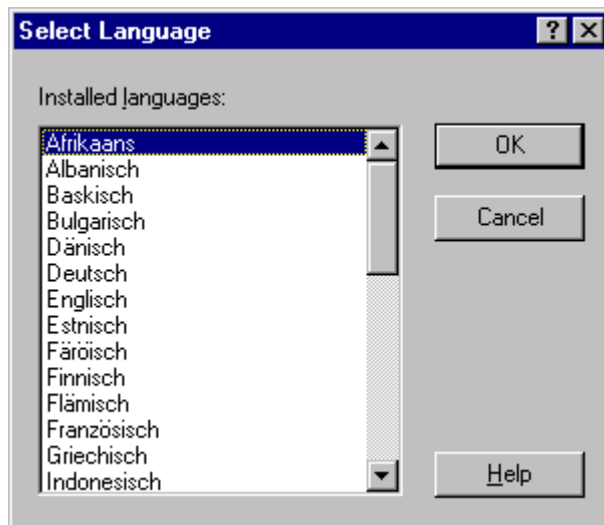 Select Language
Installed languages:
Afrikaans
Albanisch
Baskisch
Bulgarisch
Dänisch
Deutsch
Englisch
Estnisch
Färöisch
Finnisch
Flämisch
Französisch
Griechisch
Indonesisch
OK
Cancel
Help